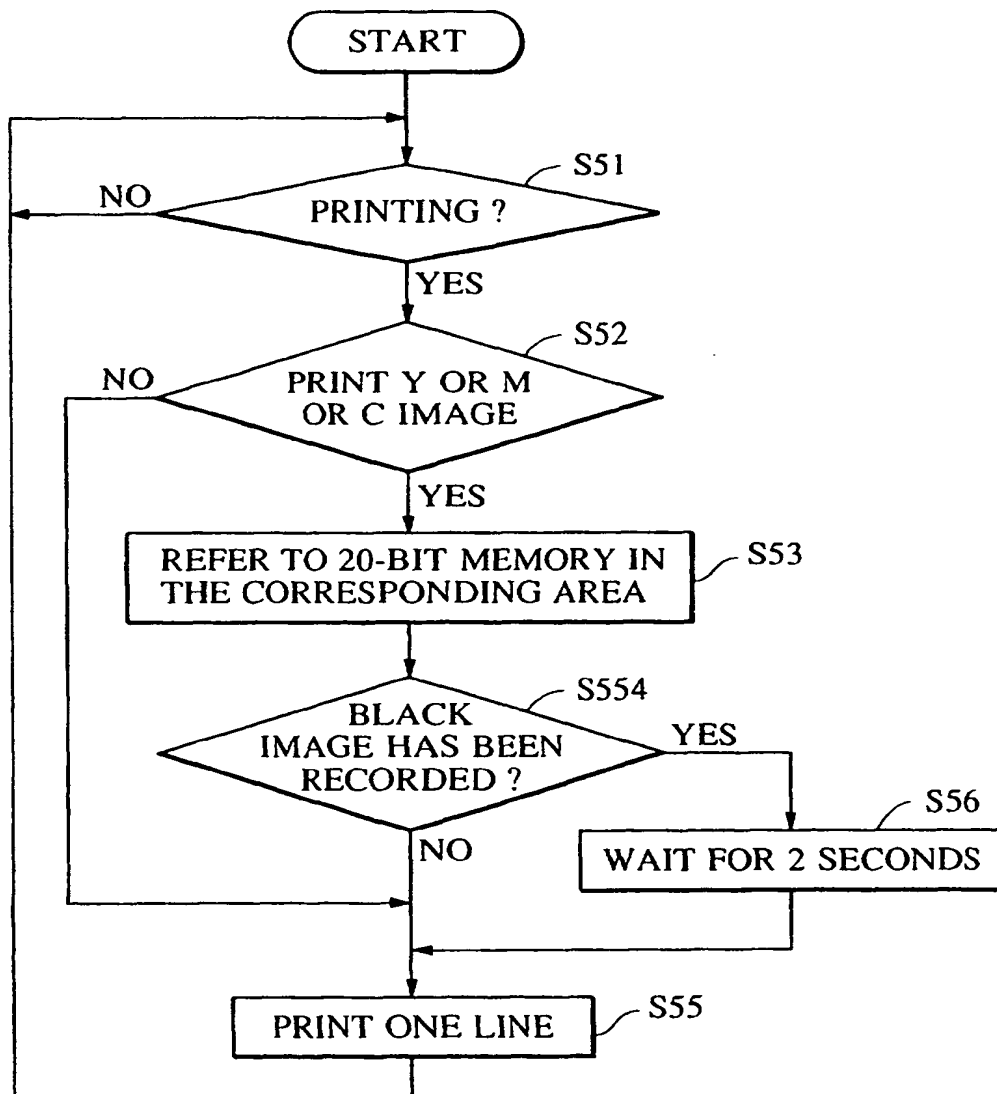 START
S51
NO
PRINTING ?
YES
S52
NO
PRINT Y OR M
OR C IMAGE
YES
S53
REFER TO 20-BIT MEMORY IN
THE CORRESPONDING AREA
S554
BLACK
IMAGE HAS BEEN
RECORDED ?
YES
NO
S56
WAIT FOR 2 SECONDS
S55
PRINT ONE LINE